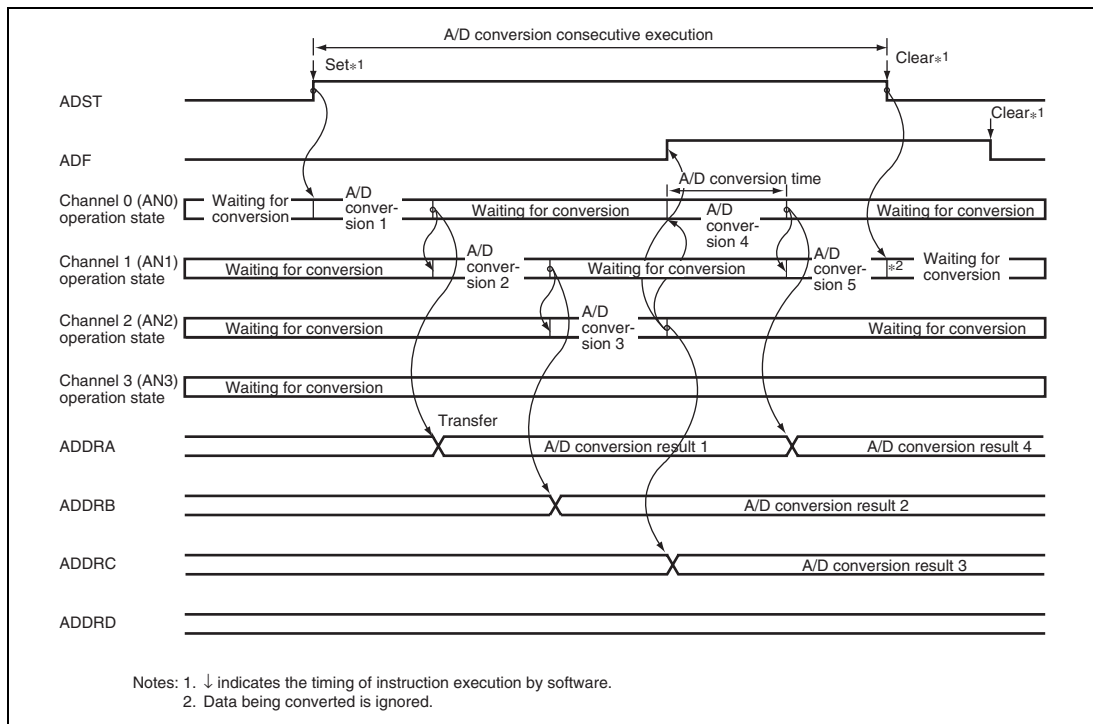 A/D conversion consecutive execution
Set*1
Clear*1
ADST
Clear*1
ADF
A/D conversion time
Channel 0 (AN0)
operation state
Waiting for
conversion
A/D
conver-
sion 1
Waiting for conversion
A/D
conver-
sion 4
Waiting for conversion
Channel 1 (AN1)
operation state
Waiting for conversion
A/D
conver-
sion 2
Waiting for conversion
A/D
conver-
sion 5
*2
Waiting for
conversion
Channel 2 (AN2)
operation state
Waiting for conversion
A/D
conver-
sion 3
Waiting for conversion
Channel 3 (AN3)
operation state
Waiting for conversion
Transfer
ADDRA
A/D conversion result 1
A/D conversion result 4
ADDRB
A/D conversion result 2
ADDRC
A/D conversion result 3
ADDRD
Notes: 1. ↓ indicates the timing of instruction execution by software.
2. Data being converted is ignored.